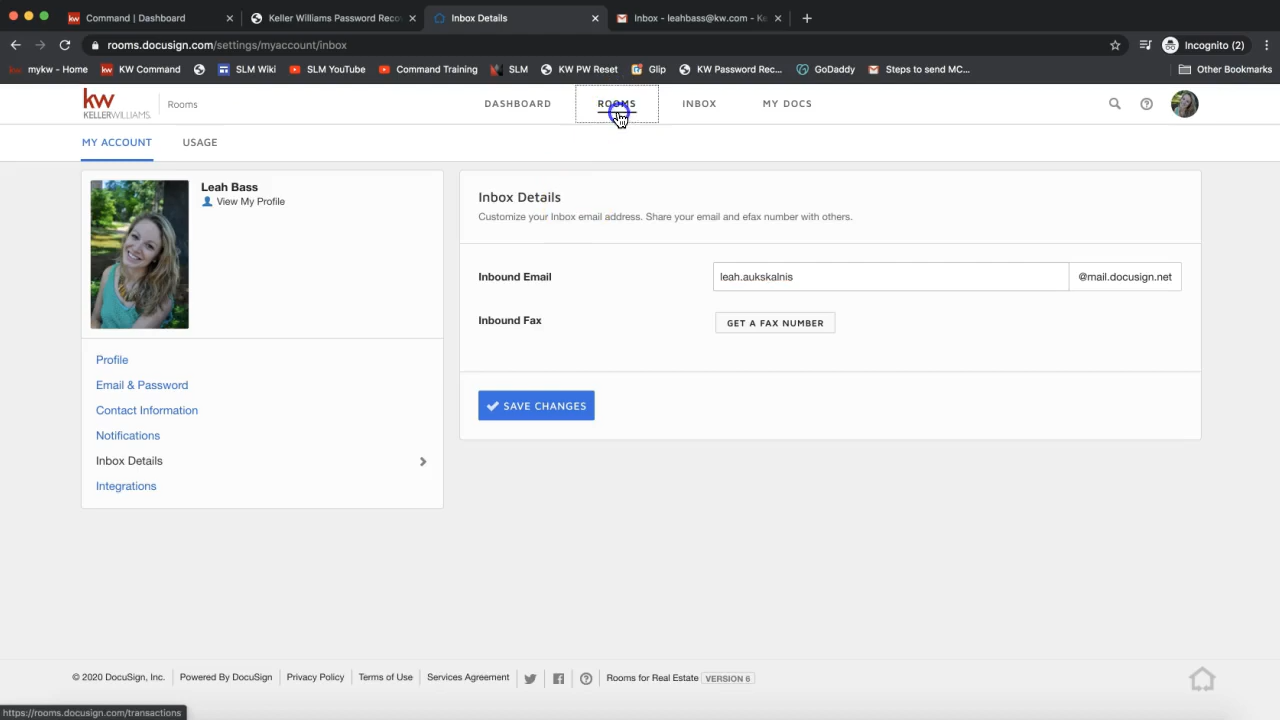 Command | Dashboard
Keller Williams Password Recov
Inbox Details
Inbox - leahbass@kw.com - Ke
rooms.docusign.com/settings/myaccount/inbox
Incognito (2)
mykw - Home
KW Command
SLM Wiki
SLM YouTube
Command Training
SLM
KW PW Reset
Glip
KW Password Rec...
GoDaddy
Steps to send MC...
Other Bookmarks
kw
KELLERWILLIAMS.
Rooms
DASHBOARD
ROOMS
INBOX
MY DOCS
MY ACCOUNT
USAGE
Leah Bass
View My Profile
Profile
Email & Password
Contact Information
Notifications
Inbox Details
Integrations
Inbox Details
Customize your Inbox email address. Share your email and efax number with others.
Inbound Email
leah.aukskalnis
@mail.docusign.net
Inbound Fax
GET A FAX NUMBER
SAVE CHANGES
© 2020 DocuSign, Inc.
Powered By DocuSign
Privacy Policy
Terms of Use
Services Agreement
Rooms for Real Estate
VERSION 6
https://rooms.docusign.com/transactions